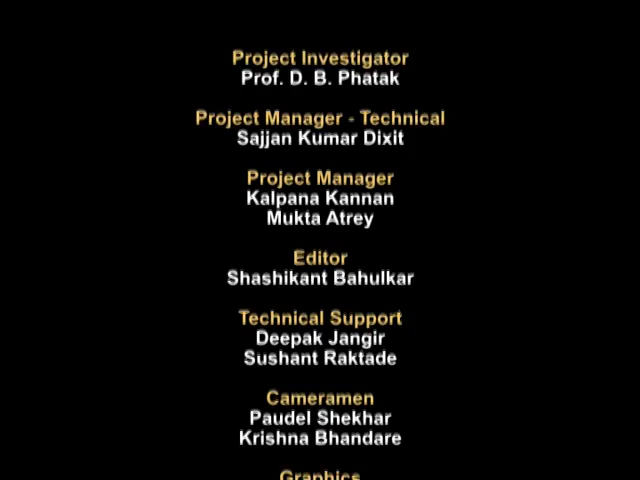 Project Investigator
Prof. D. B. Phatak
Project Manager - Technical
Sajjan Kumar Dixit
Project Manager
Kalpana Kannan
Mukta Atrey
Editor
Shashikant Bahulkar
Technical Support
Deepak Jangir
Sushant Raktade
Cameramen
Paudel Shekhar
Krishna Bhandare
Graphics